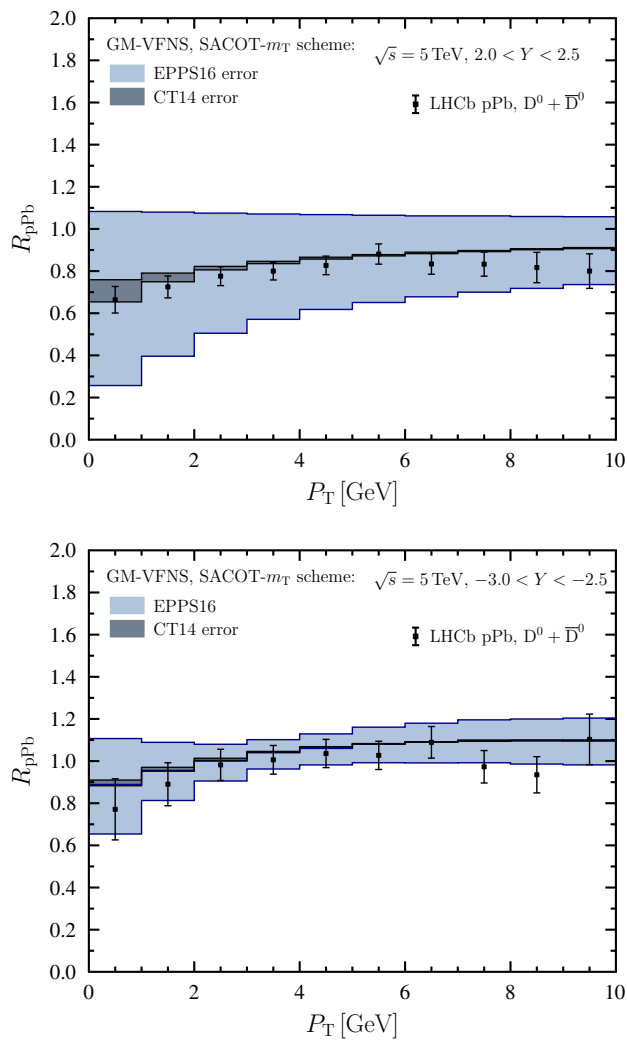 GM-VFNS, SACOT-m_T scheme:
√s = 5 TeV, 2.0 < Y < 2.5
EPPS16 error
CT14 error
LHCb pPb, D⁰ + D̅⁰
R_pPb
2.0
1.8
1.6
1.4
1.2
1.0
0.8
0.6
0.4
0.2
0.0
0 2 4 6 8 10
P_T [GeV]
GM-VFNS, SACOT-m_T scheme:
√s = 5 TeV, −3.0 < Y < −2.5
EPPS16
CT14 error
LHCb pPb, D⁰ + D̅⁰
R_pPb
2.0
1.8
1.6
1.4
1.2
1.0
0.8
0.6
0.4
0.2
0.0
0 2 4 6 8 10
P_T [GeV]